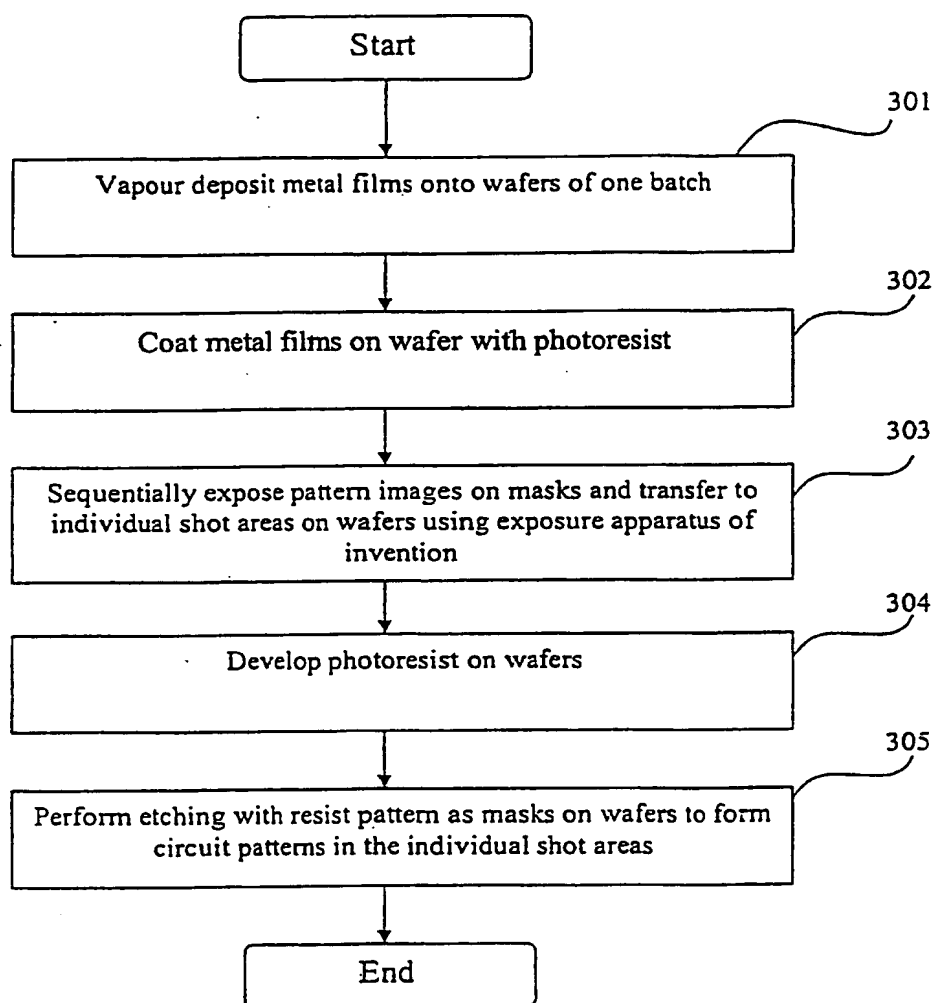 Start
301
Vapour deposit metal films onto wafers of one batch
302
Coat metal films on wafer with photoresist
303
Sequentially expose pattern images on masks and transfer to
individual shot areas on wafers using exposure apparatus of
invention
304
Develop photoresist on wafers
305
Perform etching with resist pattern as masks on wafers to form
circuit patterns in the individual shot areas
End